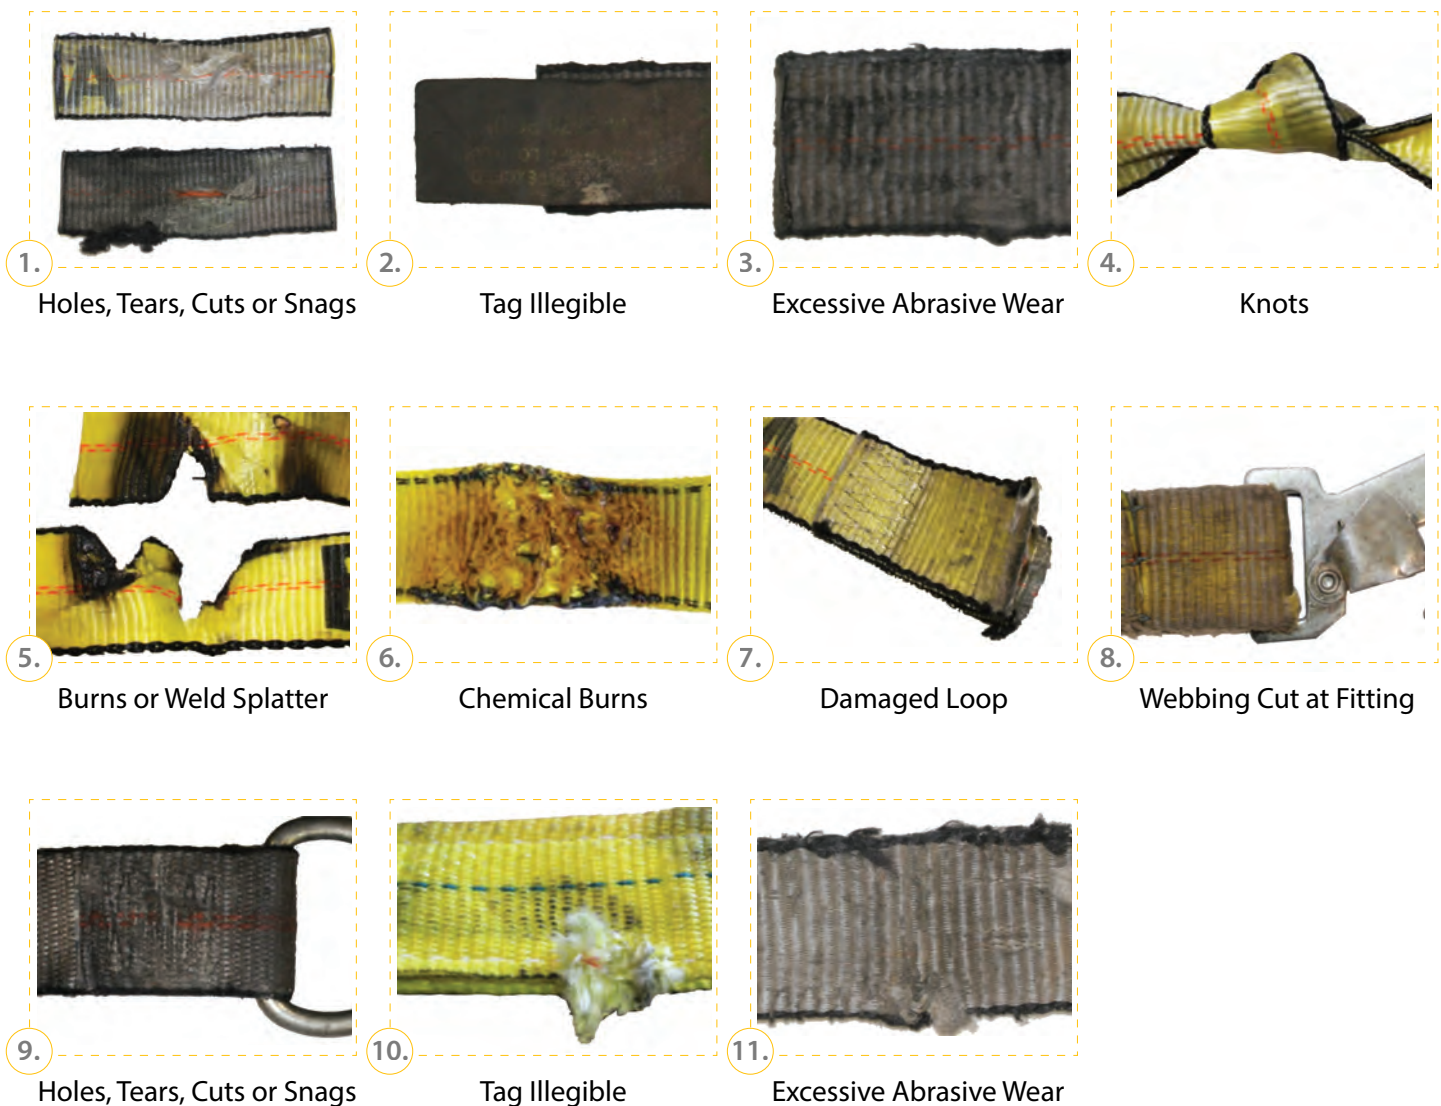 A
1.
2.
3.
4.
Holes, Tears, Cuts or Snags
Tag Illegible
Excessive Abrasive Wear
Knots
5.
6.
7.
8.
Burns or Weld Splatter
Chemical Burns
Damaged Loop
Webbing Cut at Fitting
9.
10.
11.
Holes, Tears, Cuts or Snags
Tag Illegible
Excessive Abrasive Wear